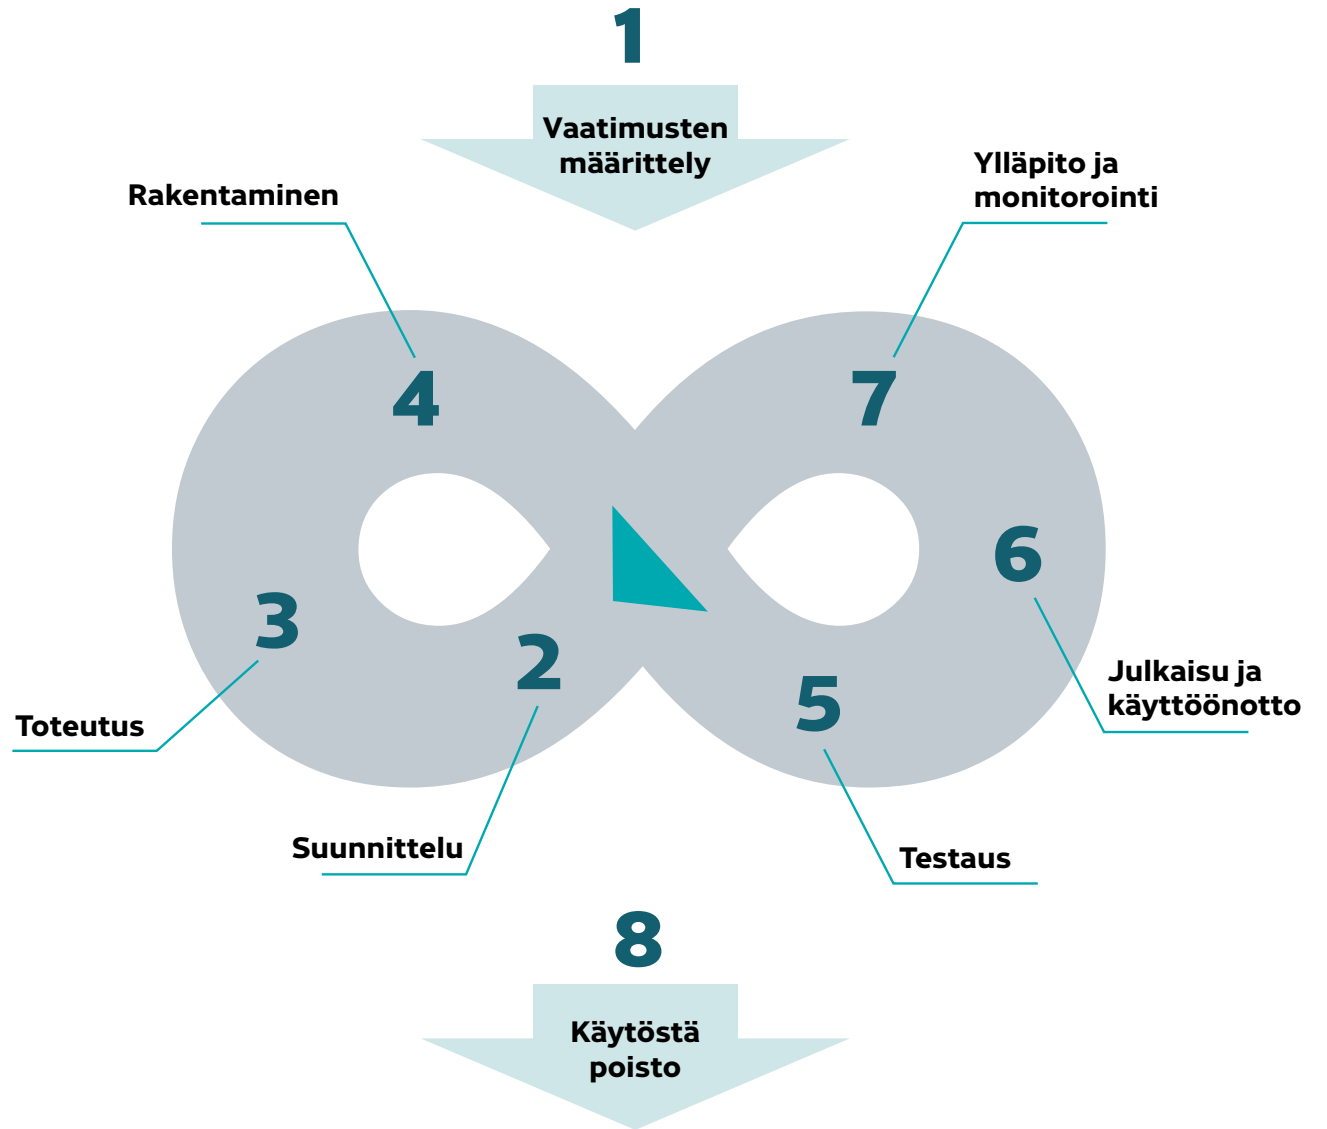 1
Vaatimusten
määrittely
Rakentaminen
Ylläpito ja
monitorointi
4
7
6
3
2
5
Julkaisu ja
käyttöönotto
Toteutus
Suunnittelu
Testaus
8
Käytöstä
poisto